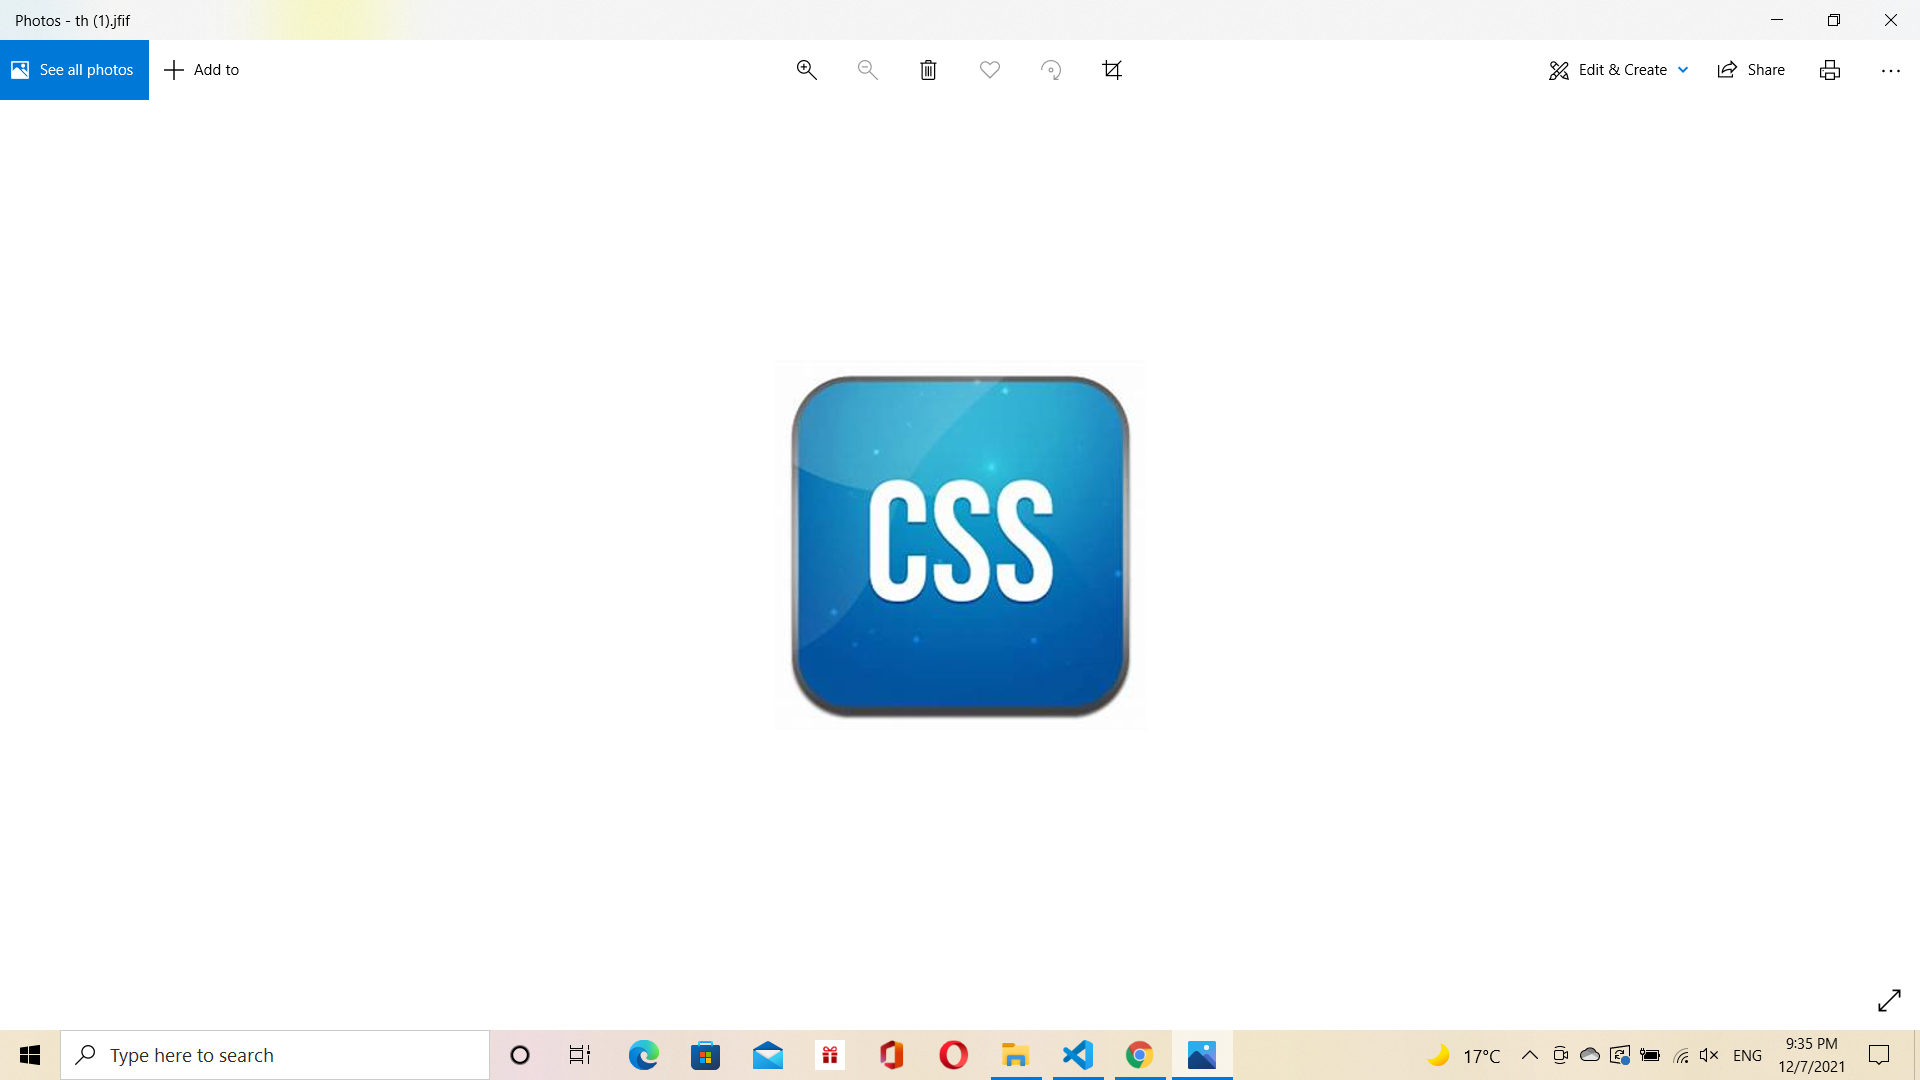 Photos - th (1).jfif
See all photos
Add to
Edit & Create
Share
CSS
Type here to search
17°C
ENG
9:35 PM
12/7/2021